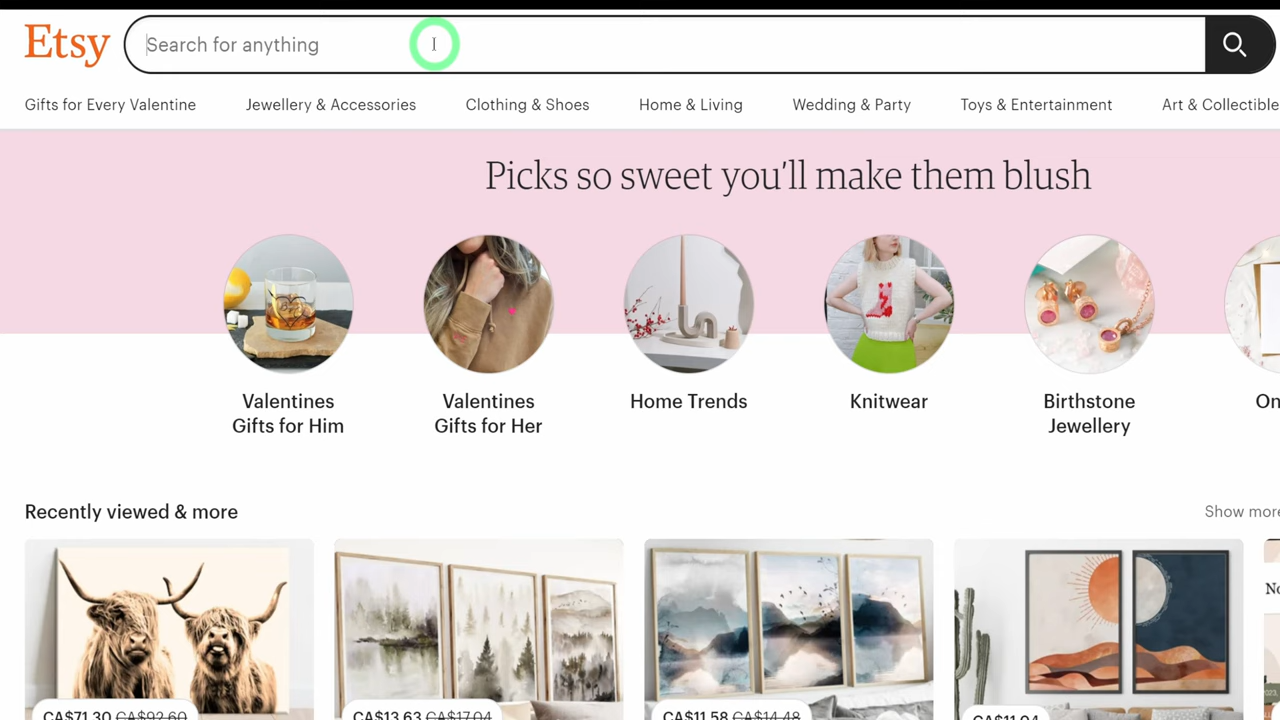 Etsy
Search for anything
Gifts for Every Valentine
Jewellery & Accessories
Clothing & Shoes
Home & Living
Wedding & Party
Toys & Entertainment
Art & Collectible
Picks so sweet you'll make them blush
Valentines
Gifts for Him
Valentines
Gifts for Her
Home Trends
Knitwear
Birthstone
Jewellery
On
Recently viewed & more
Show more
CA$71.30 CA$92.60
CA$13.63 CA$17.04
CA$11.58 CA$14.48
CA$11.04